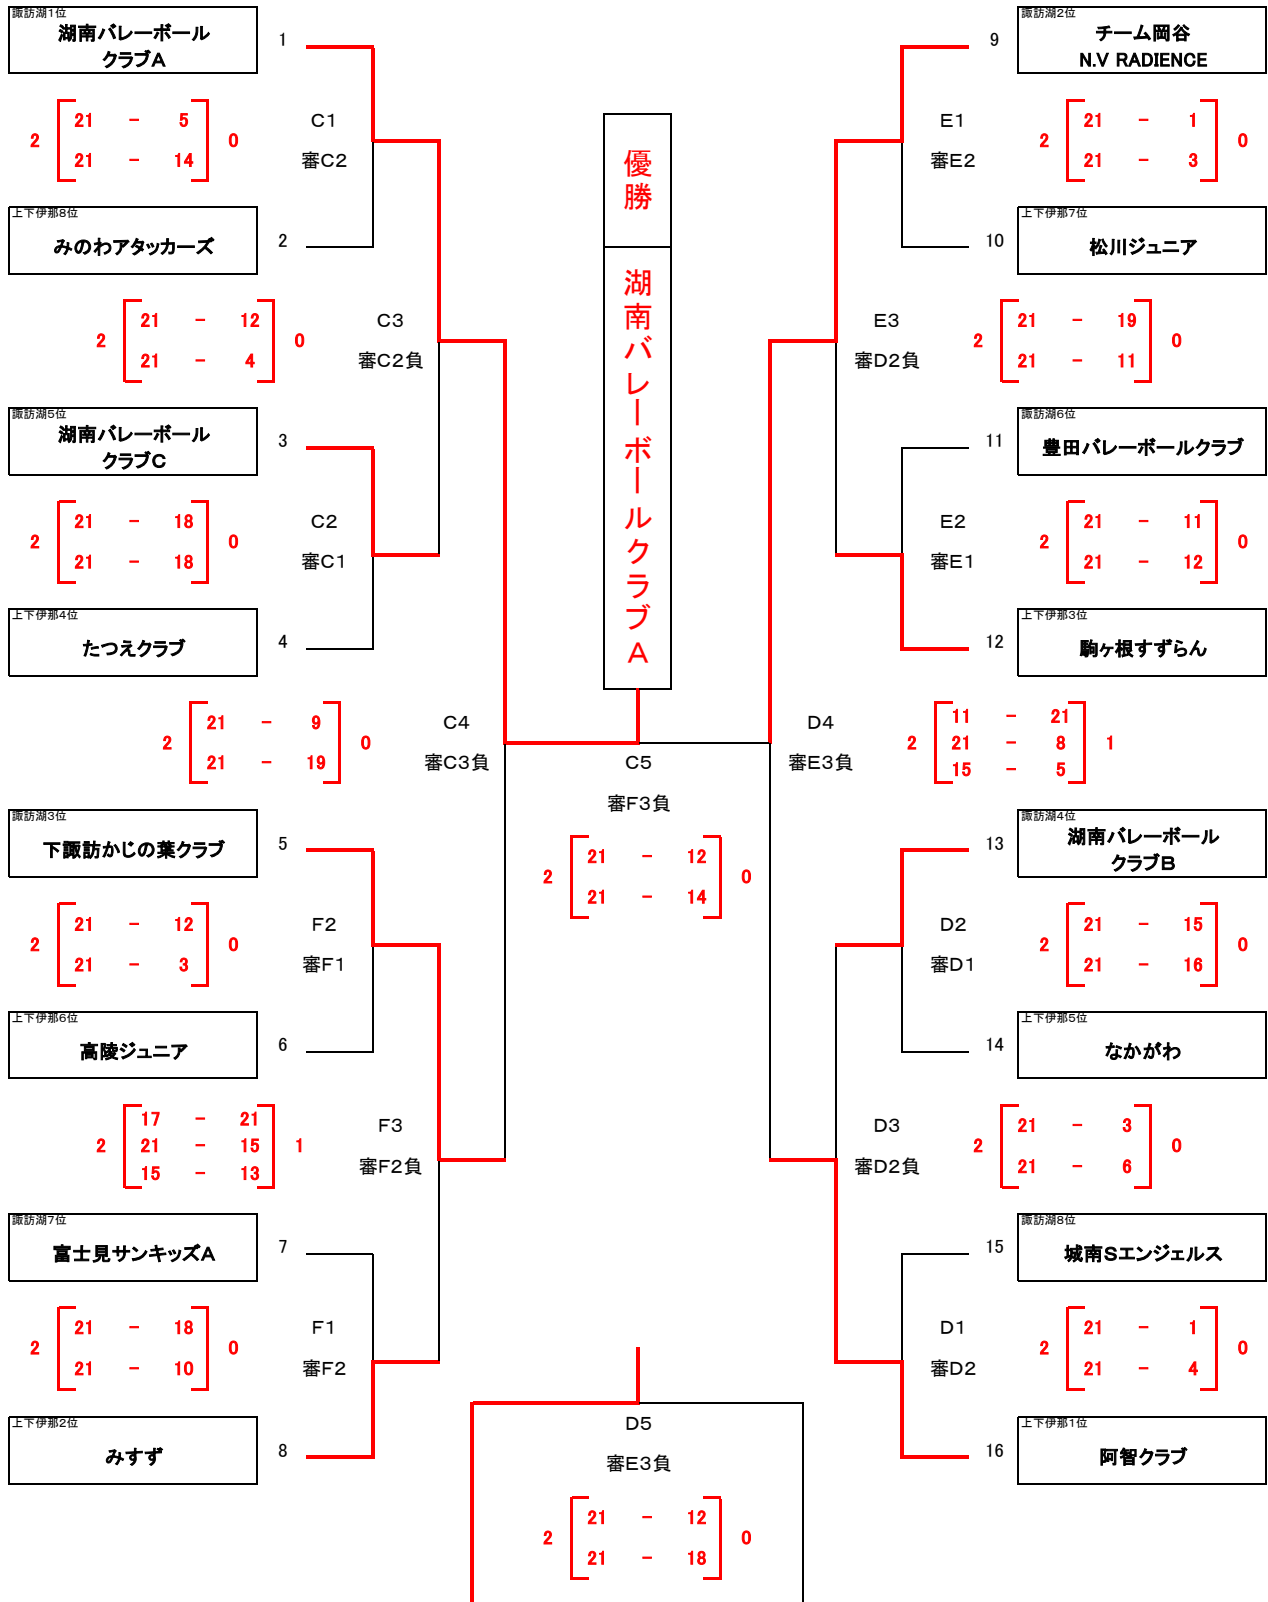 諏訪湖1位
湖南バレーボール
クラブA
1
2
21 - 5
21 - 14
0
C1
審C2
上下伊那8位
みのわアタッカーズ
2
2
21 - 12
21 - 4
0
C3
審C2負
諏訪湖5位
湖南バレーボール
クラブC
3
2
21 - 18
21 - 18
0
C2
審C1
上下伊那4位
たつえクラブ
4
2
21 - 9
21 - 19
0
C4
審C3負
諏訪湖3位
下諏訪かじの葉クラブ
5
2
21 - 12
21 - 3
0
F2
審F1
上下伊那6位
高陵ジュニア
6
2
17 - 21
21 - 15
15 - 13
1
F3
審F2負
諏訪湖7位
富士見サンキッズA
7
2
21 - 18
21 - 10
0
F1
審F2
上下伊那2位
みすず
8
優勝
湖南バレーボールクラブA
C5
審F3負
2
21 - 12
21 - 14
0
D5
審E3負
2
21 - 12
21 - 18
0
9
諏訪湖2位
チーム岡谷
N.V RADIENCE
E1
審E2
2
21 - 1
21 - 3
0
10
上下伊那7位
松川ジュニア
E3
審D2負
2
21 - 19
21 - 11
0
11
諏訪湖6位
豊田バレーボールクラブ
E2
審E1
2
21 - 11
21 - 12
0
12
上下伊那3位
駒ヶ根すずらん
D4
審E3負
2
11 - 21
21 - 8
15 - 5
1
13
諏訪湖4位
湖南バレーボール
クラブB
D2
審D1
2
21 - 15
21 - 16
0
14
上下伊那5位
なかがわ
D3
審D2負
2
21 - 3
21 - 6
0
15
諏訪湖8位
城南Sエンジェルス
D1
審D2
2
21 - 1
21 - 4
0
16
上下伊那1位
阿智クラブ